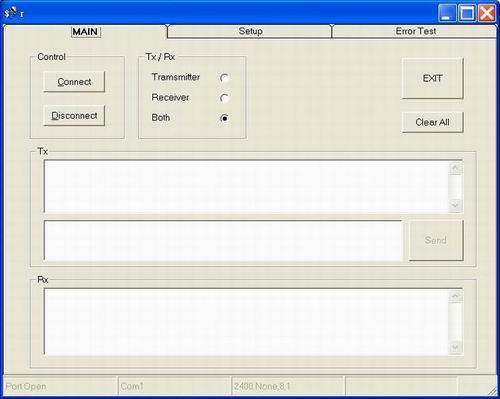 MAIN
Setup
Error Test
Control
Connect
Disconnect
Tx / Rx
Transmitter
Receiver
Both
EXIT
Clear All
Tx
Send
Rx
Port Open
Com1
2400,None,8,1